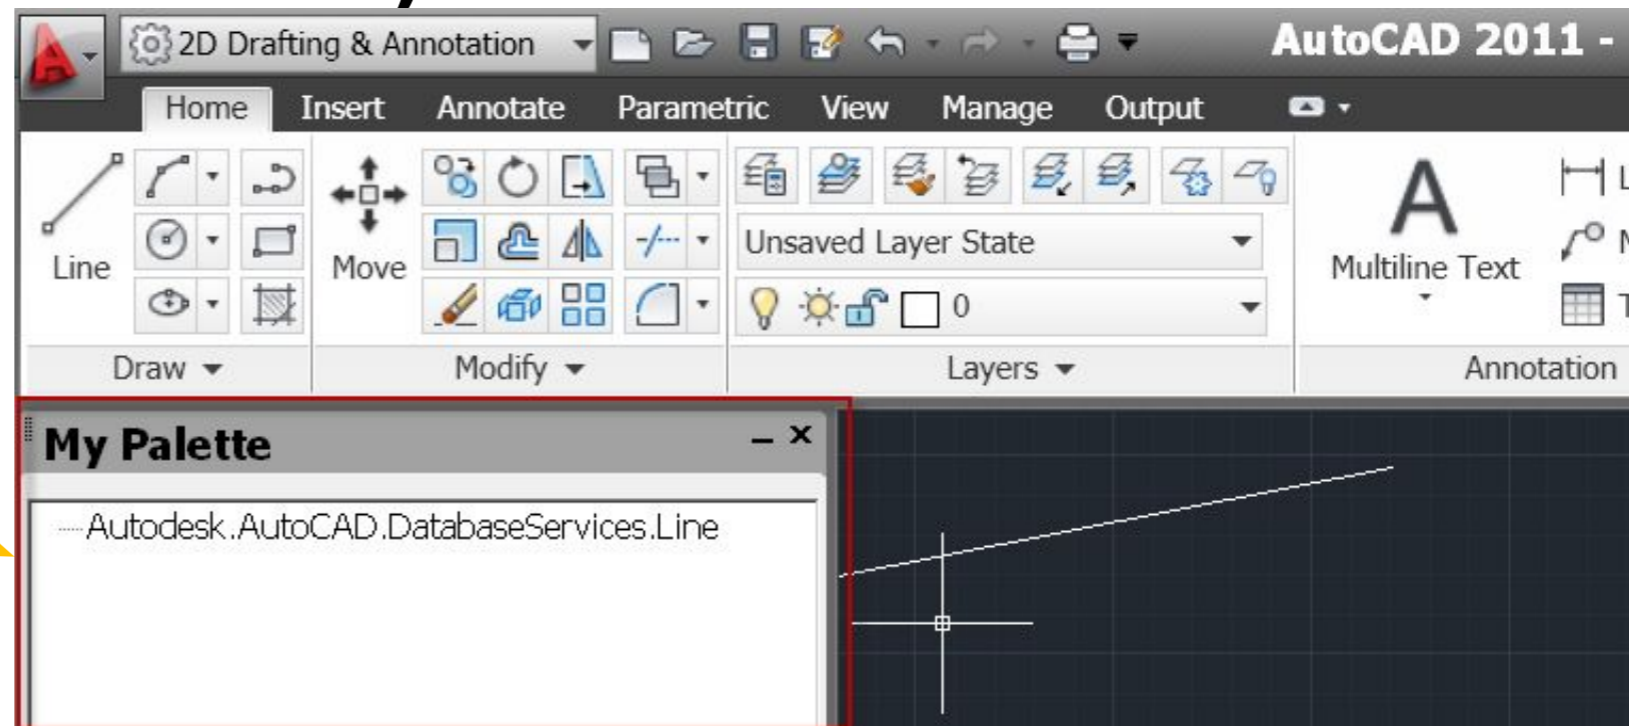 2D Drafting & Annotation
AutoCAD 2011 -
Home Insert Annotate Parametric View Manage Output
Line
Move
Unsaved Layer State
0
A
Multiline Text
Draw
Modify
Layers
Annotation
My Palette
Autodesk.AutoCAD.DatabaseServices.Line